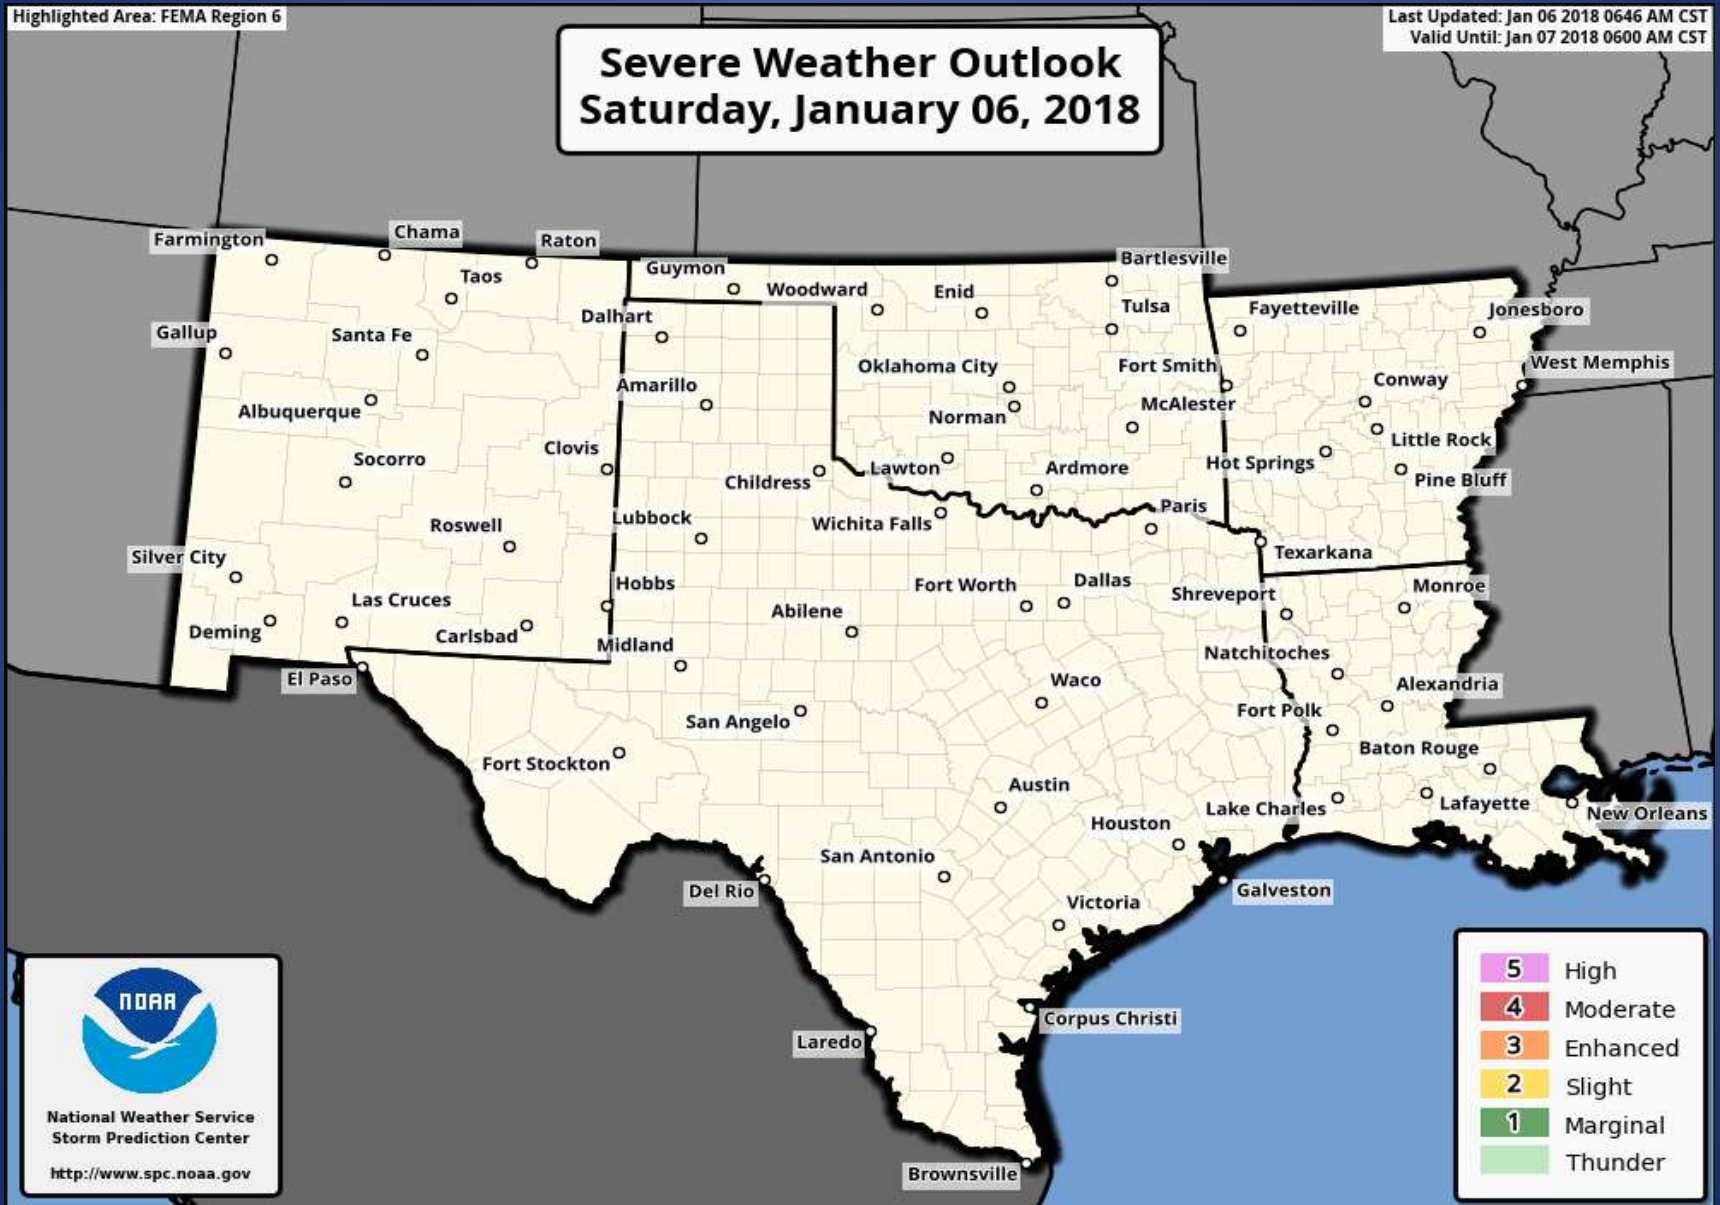 Highlighted Area: FEMA Region 6
Last Updated: Jan 06 2018 0646 AM CST
Valid Until: Jan 07 2018 0600 AM CST
Severe Weather Outlook
Saturday, January 06, 2018
Farmington
Chama
Raton
Taos
Guymon
Woodward
Enid
Bartlesville
Tulsa
Fayetteville
Jonesboro
Gallup
Santa Fe
Dalhart
Oklahoma City
Fort Smith
West Memphis
Albuquerque
Amarillo
Norman
McAlester
Conway
Little Rock
Socorro
Clovis
Childress
Lawton
Ardmore
Hot Springs
Pine Bluff
Roswell
Lubbock
Wichita Falls
Paris
Texarkana
Silver City
Hobbs
Fort Worth
Dallas
Shreveport
Monroe
Deming
Las Cruces
Carlsbad
Midland
Abilene
Natchitoches
El Paso
San Angelo
Waco
Fort Polk
Alexandria
Fort Stockton
Baton Rouge
Austin
Lake Charles
Lafayette
New Orleans
Houston
San Antonio
Del Rio
Galveston
Victoria
Corpus Christi
Laredo
Brownsville
NOAA
National Weather Service
Storm Prediction Center
http://www.spc.noaa.gov
5 High
4 Moderate
3 Enhanced
2 Slight
1 Marginal
Thunder